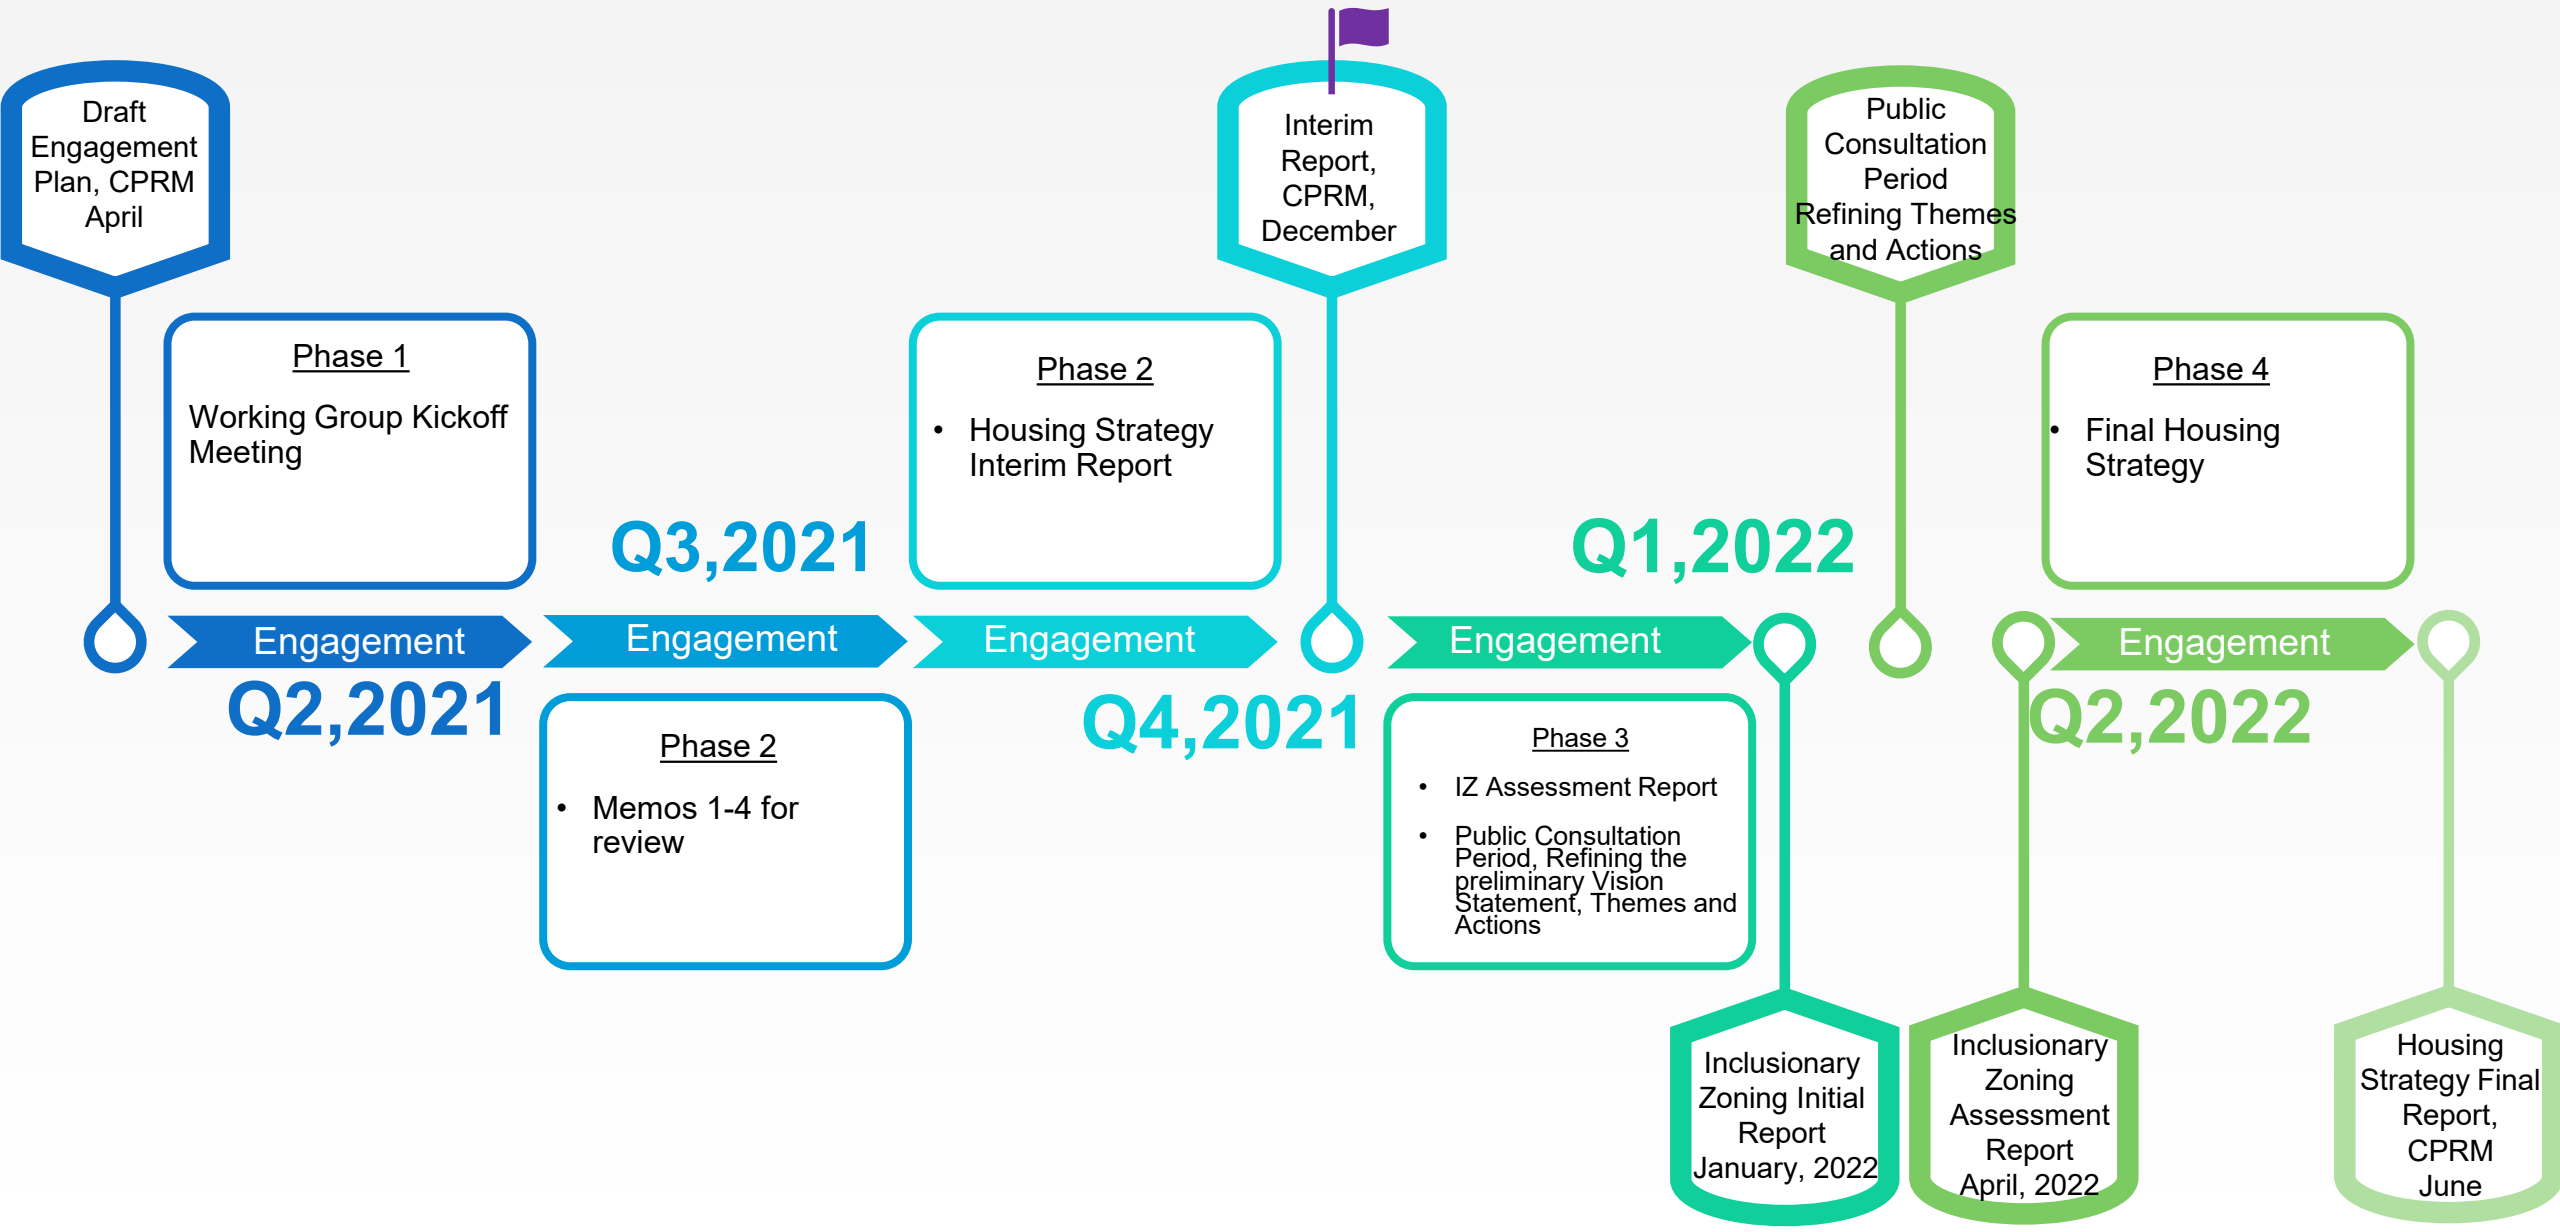 Draft
Engagement
Plan, CPRM
April
Interim
Report,
CPRM,
December
Public
Consultation
Period
Refining Themes
and Actions
Phase 1
Working Group Kickoff
Meeting
Phase 2
• Housing Strategy
Interim Report
Phase 4
• Final Housing
Strategy
Q3,2021
Q1,2022
Engagement
Engagement
Engagement
Engagement
Engagement
Q2,2021
Q4,2021
Q2,2022
Phase 2
• Memos 1-4 for
review
Phase 3
• IZ Assessment Report
• Public Consultation
Period, Refining the
preliminary Vision
Statement, Themes and
Actions
Inclusionary
Zoning Initial
Report
January, 2022
Inclusionary
Zoning
Assessment
Report
April, 2022
Housing
Strategy Final
Report,
CPRM
June